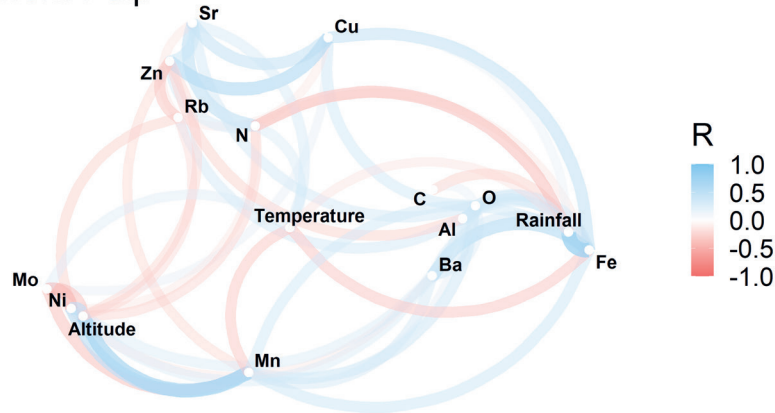 Sr
Cu
Zn
Rb
N
C
O
Temperature
Al
Rainfall
Ba
Fe
Mo
Ni
Altitude
Mn
R
1.0
0.5
0.0
-0.5
-1.0